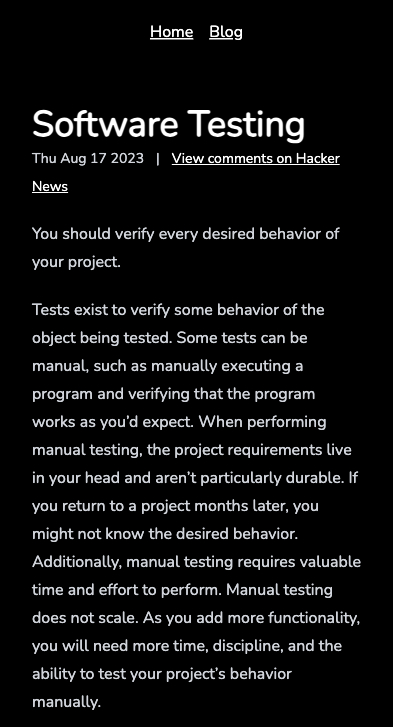 Home Blog
Software Testing
Thu Aug 17 2023 | View comments on Hacker
News
You should verify every desired behavior of
your project.
Tests exist to verify some behavior of the
object being tested. Some tests can be
manual, such as manually executing a
program and verifying that the program
works as you’d expect. When performing
manual testing, the project requirements live
in your head and aren’t particularly durable. If
you return to a project months later, you
might not know the desired behavior.
Additionally, manual testing requires valuable
time and effort to perform. Manual testing
does not scale. As you add more functionality,
you will need more time, discipline, and the
ability to test your project’s behavior
manually.